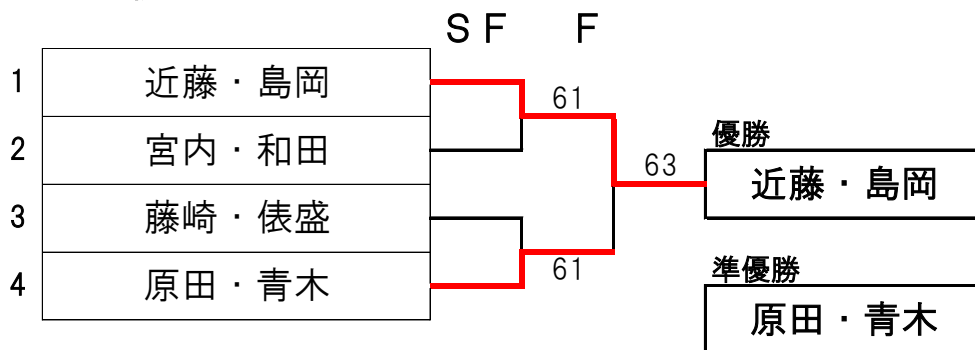 ＳＦ Ｆ
1 近藤・島岡
61
2 宮内・和田
優勝
63
近藤・島岡
3 藤崎・俵盛
61
準優勝
4 原田・青木
原田・青木